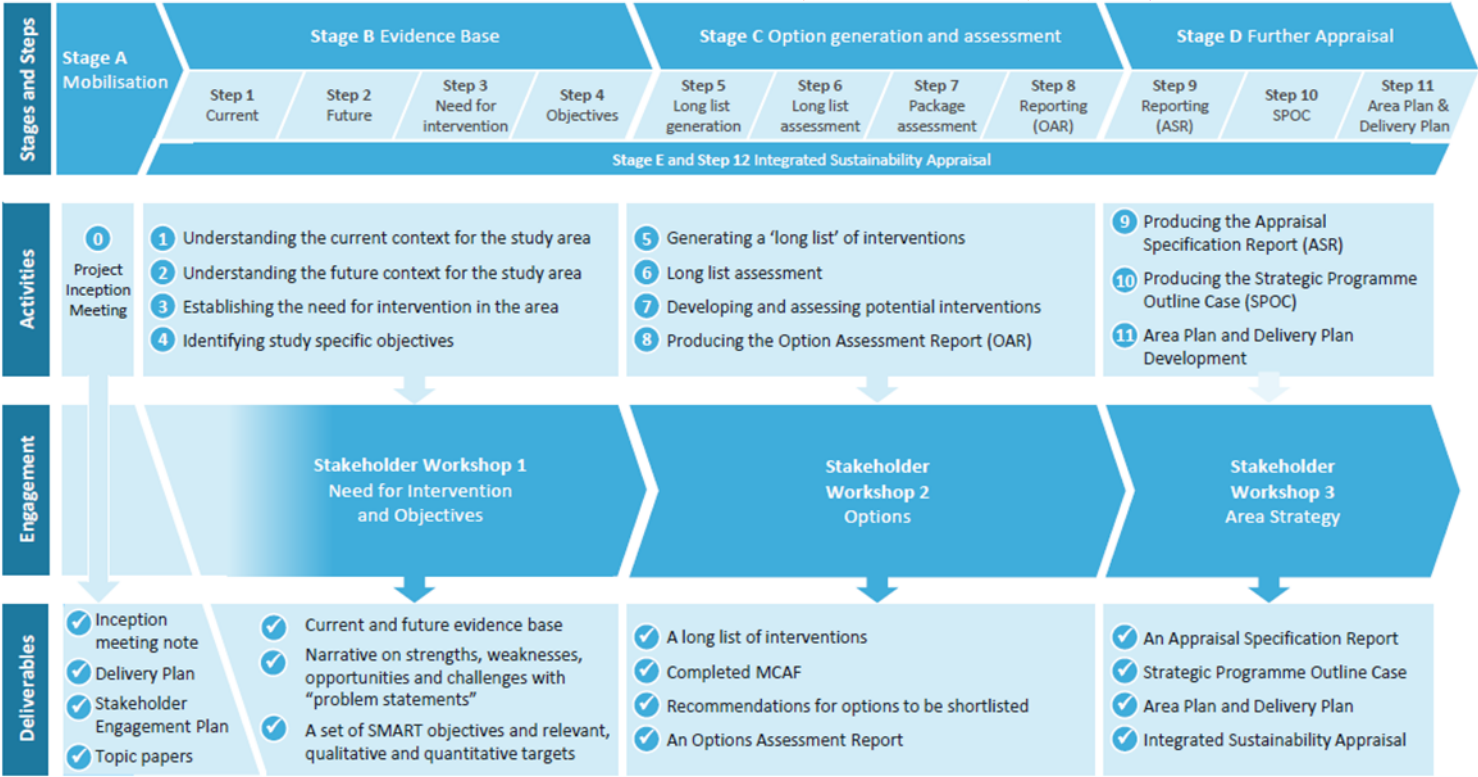 Stages and Steps
Stage A
Mobilisation
Stage B Evidence Base
Step 1
Current
Step 2
Future
Step 3
Need for
intervention
Step 4
Objectives
Stage C Option generation and assessment
Step 5
Long list
generation
Step 6
Long list
assessment
Step 7
Package
assessment
Step 8
Reporting
(OAR)
Stage D Further Appraisal
Step 9
Reporting
(ASR)
Step 10
SPOC
Step 11
Area Plan &
Delivery Plan
Stage E and Step 12 Integrated Sustainability Appraisal
Activities
0
Project
Inception
Meeting
1 Understanding the current context for the study area
2 Understanding the future context for the study area
3 Establishing the need for intervention in the area
4 Identifying study specific objectives
5 Generating a ‘long list’ of interventions
6 Long list assessment
7 Developing and assessing potential interventions
8 Producing the Option Assessment Report (OAR)
9 Producing the Appraisal
Specification Report (ASR)
10 Producing the Strategic Programme
Outline Case (SPOC)
11 Area Plan and Delivery Plan
Development
Engagement
Stakeholder Workshop 1
Need for Intervention
and Objectives
Stakeholder
Workshop 2
Options
Stakeholder
Workshop 3
Area Strategy
Deliverables
Inception
meeting note
Delivery Plan
Stakeholder
Engagement Plan
Topic papers
Current and future evidence base
Narrative on strengths, weaknesses,
opportunities and challenges with
“problem statements”
A set of SMART objectives and relevant,
qualitative and quantitative targets
A long list of interventions
Completed MCAF
Recommendations for options to be shortlisted
An Options Assessment Report
An Appraisal Specification Report
Strategic Programme Outline Case
Area Plan and Delivery Plan
Integrated Sustainability Appraisal